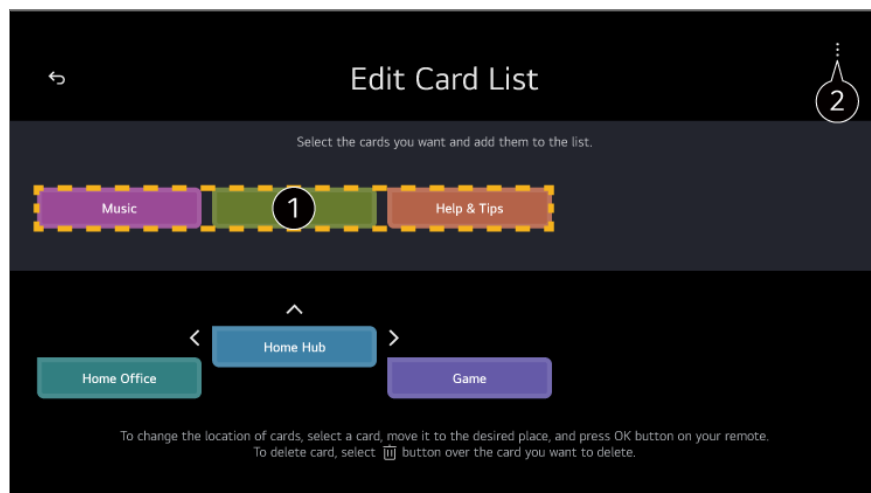 Edit Card List
2
Select the cards you want and add them to the list.
Music
1
Help & Tips
Home Hub
Home Office
Game
To change the location of cards, select a card, move it to the desired place, and press OK button on your remote.
To delete card, select button over the card you want to delete.